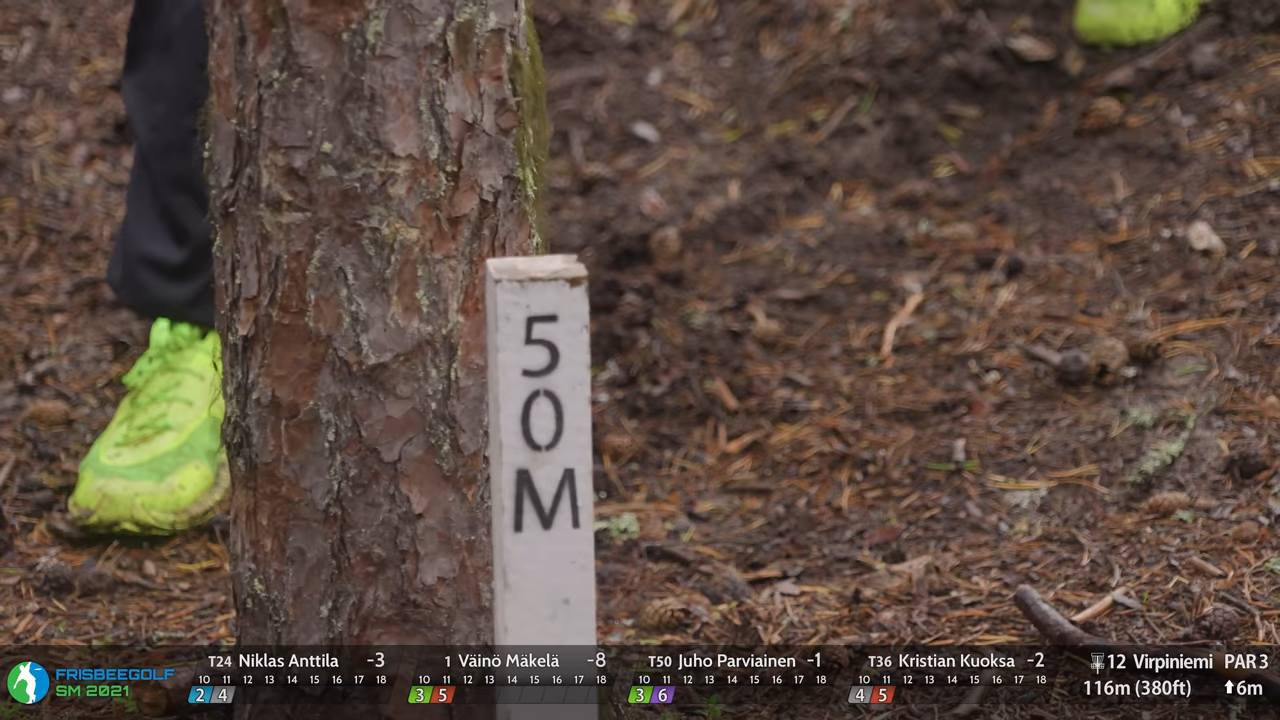 5
0
M
FRISBEEGOLF
SM 2021
T24 Niklas Anttila -3
10 11 12 13 14 15 16 17 18
2 4
1 Väinö Mäkelä -8
10 11 12 13 14 15 16 17 18
3 5
T50 Juho Parviainen -1
10 11 12 13 14 15 16 17 18
3 6
T36 Kristian Kuoksa -2
10 11 12 13 14 15 16 17 18
4 5
12 Virpiniemi PAR 3
116m (380ft) ⬆6m